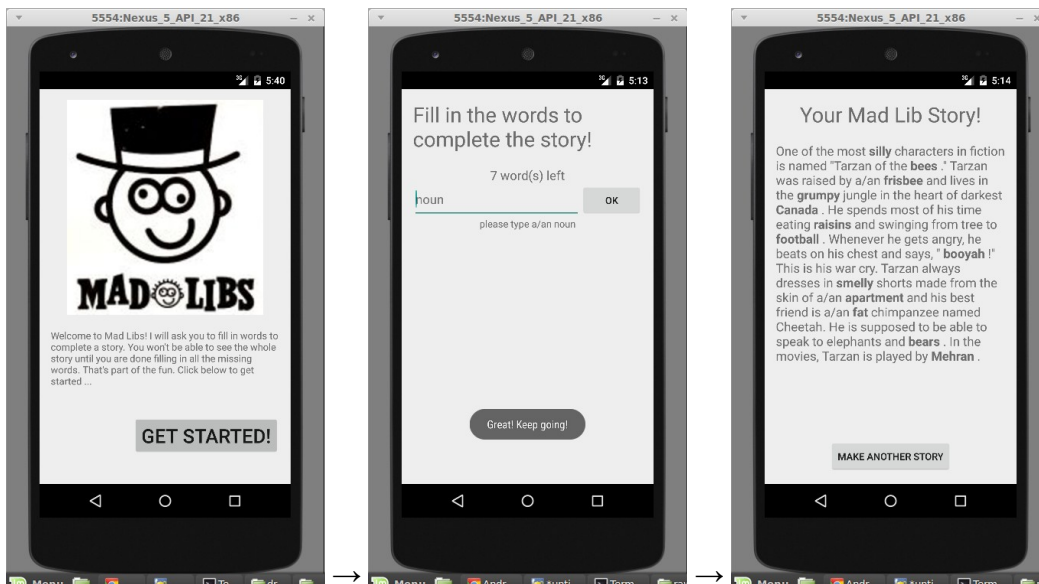 5554:Nexus_5_API_21_x86
3G 5:40
MAD LIBS
Welcome to Mad Libs! I will ask you to fill in words to
complete a story. You won't be able to see the whole
story until you are done filling in all the missing
words. That's part of the fun. Click below to get
started ...
GET STARTED!
Menu
→
5554:Nexus_5_API_21_x86
3G 5:13
Fill in the words to
complete the story!
7 word(s) left
noun
OK
please type a/an noun
Great! Keep going!
Menu
→
5554:Nexus_5_API_21_x86
3G 5:14
Your Mad Lib Story!
One of the most silly characters in fiction
is named "Tarzan of the bees ." Tarzan
was raised by a/an frisbee and lives in
the grumpy jungle in the heart of darkest
Canada . He spends most of his time
eating raisins and swinging from tree to
football . Whenever he gets angry, he
beats on his chest and says, " booyah !"
This is his war cry. Tarzan always
dresses in smelly shorts made from the
skin of a/an apartment and his best
friend is a/an fat chimpanzee named
Cheetah. He is supposed to be able to
speak to elephants and bears . In the
movies, Tarzan is played by Mehran .
MAKE ANOTHER STORY
Menu